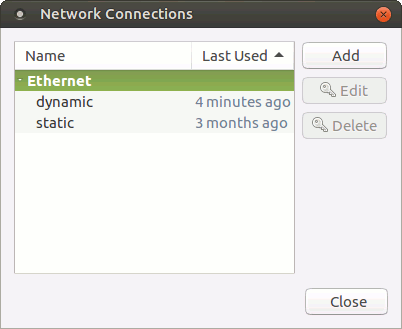 Network Connections
Name Last Used
Ethernet
dynamic 4 minutes ago
static 3 months ago
Add
Edit
Delete
Close